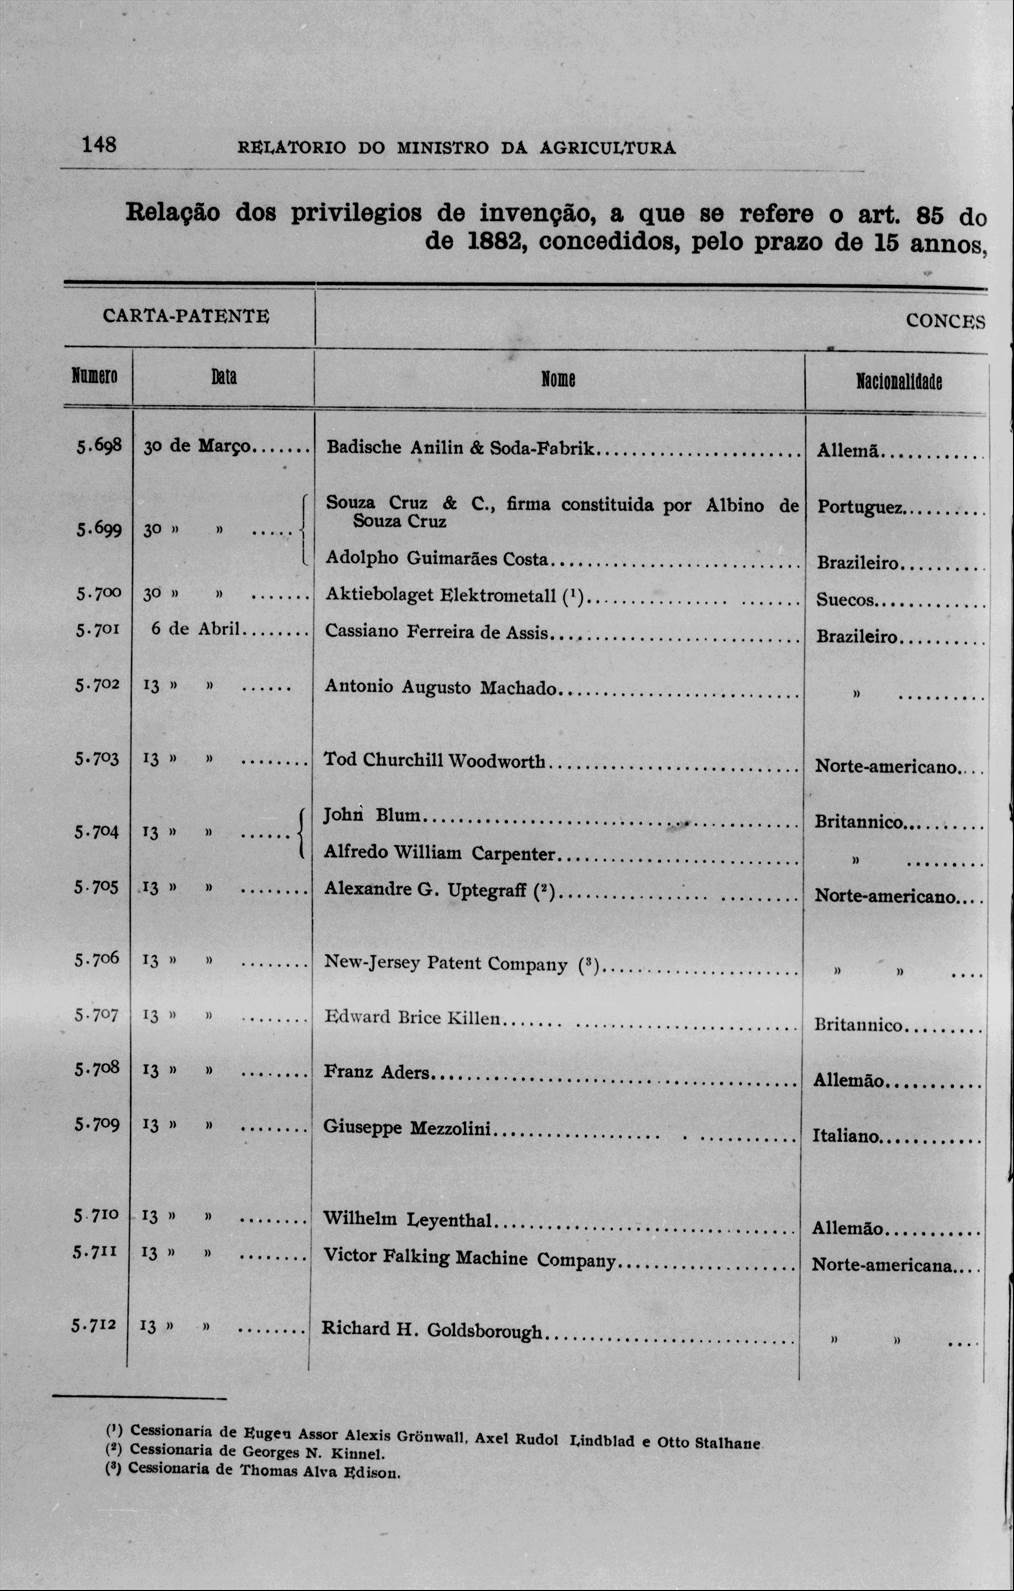 148 RELATORIO DO MINISTRO DA AGRICULTURA
Relação dos privilegios de invenção, a que se refere o art. 85 do
de 1882, concedidos, pelo prazo de 15 annos,
CARTA-PATENTE CONCES
Numero Data Nome Nacionalidade
5.698 30 de Março....... Badische Anilin & Soda-Fabrik....................... Allemã............
Souza Cruz & C., firma constituida por Albino de Portuguez..........
Souza Cruz
5.699 30 » » .....
Adolpho Guimarães Costa............................ Brazileiro..........
5.700 30 » » ....... Aktiebolaget Elektrometall (¹)....................... Suecos.............
5.701 6 de Abril........ Cassiano Ferreira de Assis............................ Brazileiro..........
5.702 13 » » ...... Antonio Augusto Machado........................... » ..........
5.703 13 » » ........ Tod Churchill Woodworth............................ Norte-americano....
John Blum.......................................... Britannico..........
5.704 13 » » ......
Alfredo William Carpenter........................... » .........
5.705 13 » » ........ Alexandre G. Uptegraff (²).......................... Norte-americano....
5.706 13 » » ........ New-Jersey Patent Company (³)...................... » » ....
5.707 13 » » ........ Edward Brice Killen................................ Britannico.........
5.708 13 » » ........ Franz Aders......................................... Allemão...........
5.709 13 » » ........ Giuseppe Mezzolini................................. Italiano............
5.710 13 » » ........ Wilhelm Leyenthal.................................. Allemão...........
5.711 13 » » ........ Victor Falking Machine Company.................... Norte-americana....
5.712 13 » » ........ Richard H. Goldsborough............................ » » ....
(¹) Cessionaria de Eugen Assor Alexis Grönwall, Axel Rudol Lindblad e Otto Stalhane
(²) Cessionaria de Georges N. Kinnel.
(³) Cessionaria de Thomas Alva Edison.